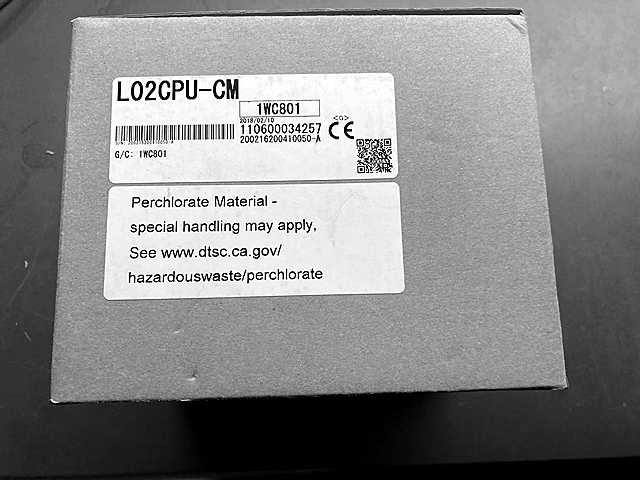 L02CPU-CM
1WC801
2018/02/10
110600034257
<G>
CE
200216200410050-A
S/N: 200216200410050-A
G/C: 1WC801
Perchlorate Material -
special handling may apply,
See www.dtsc.ca.gov/
hazardouswaste/perchlorate